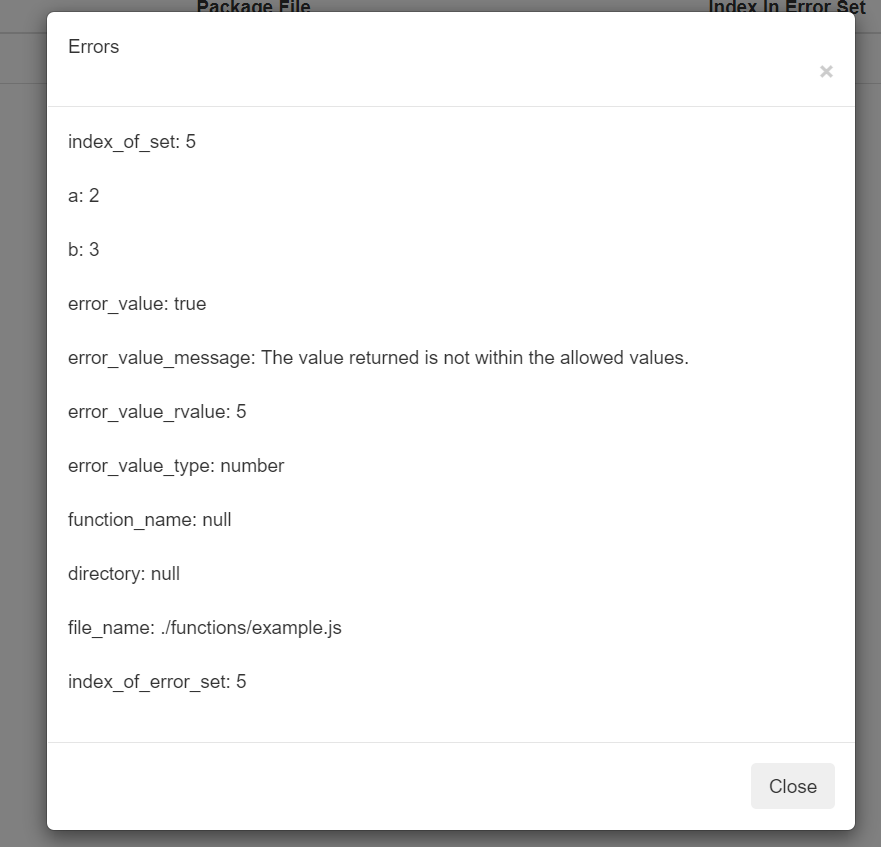 Package File Index In Error Set
Errors
×
index_of_set: 5
a: 2
b: 3
error_value: true
error_value_message: The value returned is not within the allowed values.
error_value_rvalue: 5
error_value_type: number
function_name: null
directory: null
file_name: ./functions/example.js
index_of_error_set: 5
Close